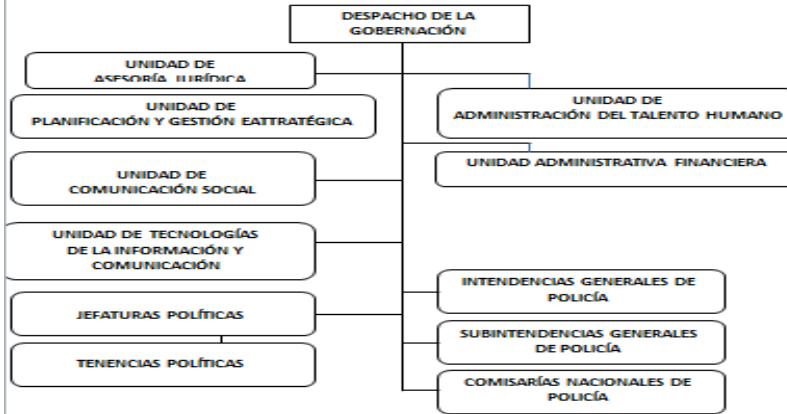 DESPACHO DE LA
GOBERNACIÓN
UNIDAD DE
ASESORÍA JURÍDICA
UNIDAD DE
PLANIFICACIÓN Y GESTIÓN EATTRATÉGICA
UNIDAD DE
ADMINISTRACIÓN DEL TALENTO HUMANO
UNIDAD ADMINISTRATIVA FINANCIERA
UNIDAD DE
COMUNICACIÓN SOCIAL
UNIDAD DE TECNOLOGÍAS
DE LA INFORMACIÓN Y
COMUNICACIÓN
JEFATURAS POLÍTICAS
TENENCIAS POLÍTICAS
INTENDENCIAS GENERALES DE
POLICÍA
SUBINTENDENCIAS GENERALES
DE POLICÍA
COMISARÍAS NACIONALES DE
POLICÍA